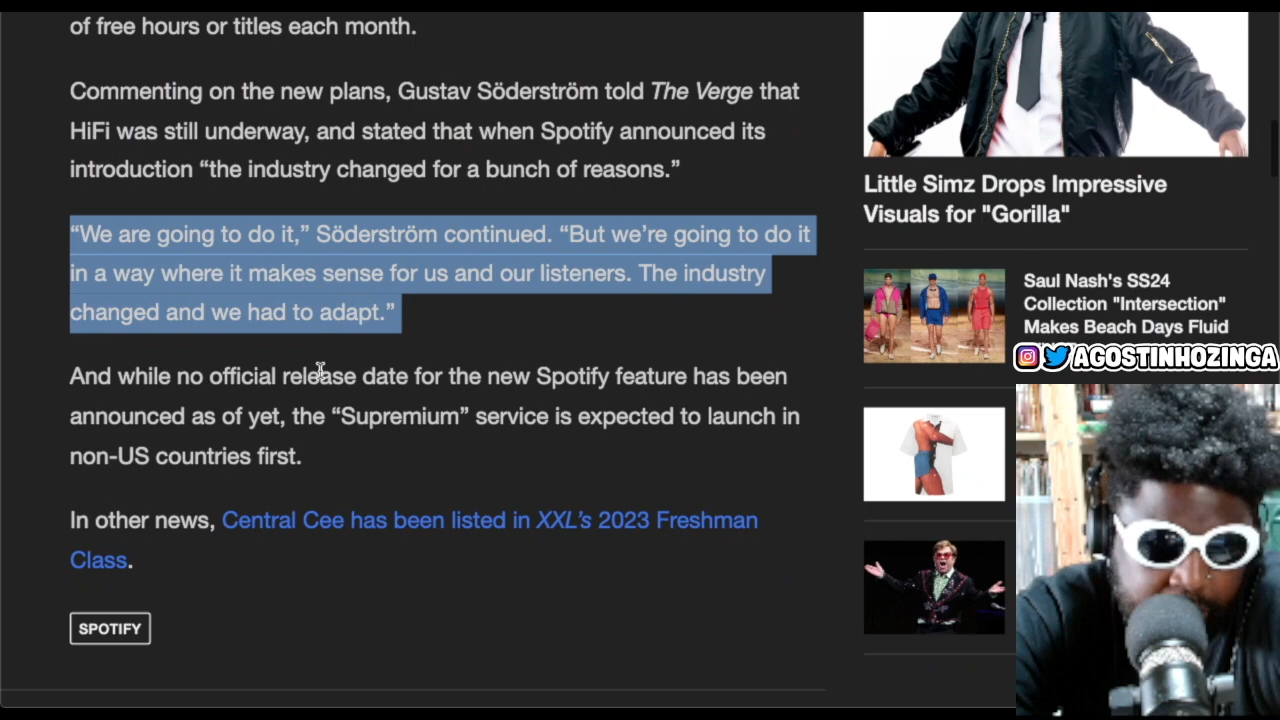 of free hours or titles each month.
Commenting on the new plans, Gustav Söderström told The Verge that
HiFi was still underway, and stated that when Spotify announced its
introduction “the industry changed for a bunch of reasons.”
“We are going to do it,” Söderström continued. “But we’re going to do it
in a way where it makes sense for us and our listeners. The industry
changed and we had to adapt.”
And while no official release date for the new Spotify feature has been
announced as of yet, the “Supremium” service is expected to launch in
non-US countries first.
In other news, Central Cee has been listed in XXL’s 2023 Freshman
Class.
SPOTIFY
Little Simz Drops Impressive
Visuals for "Gorilla"
Saul Nash's SS24
Collection "Intersection"
Makes Beach Days Fluid
AGOSTINHOZINGA